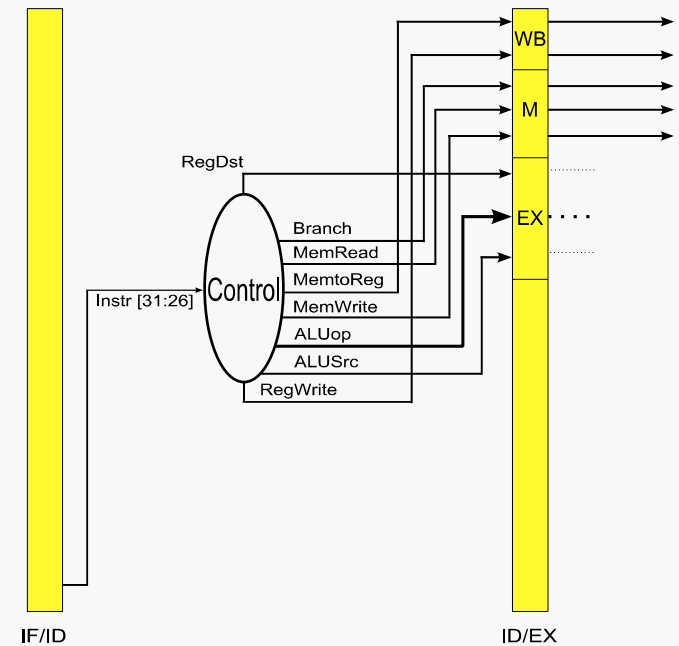 WB
M
RegDst
EX
Branch
MemRead
Control
MemtoReg
Instr [31:26]
MemWrite
ALUop
ALUSrc
RegWrite
IF/ID
ID/EX